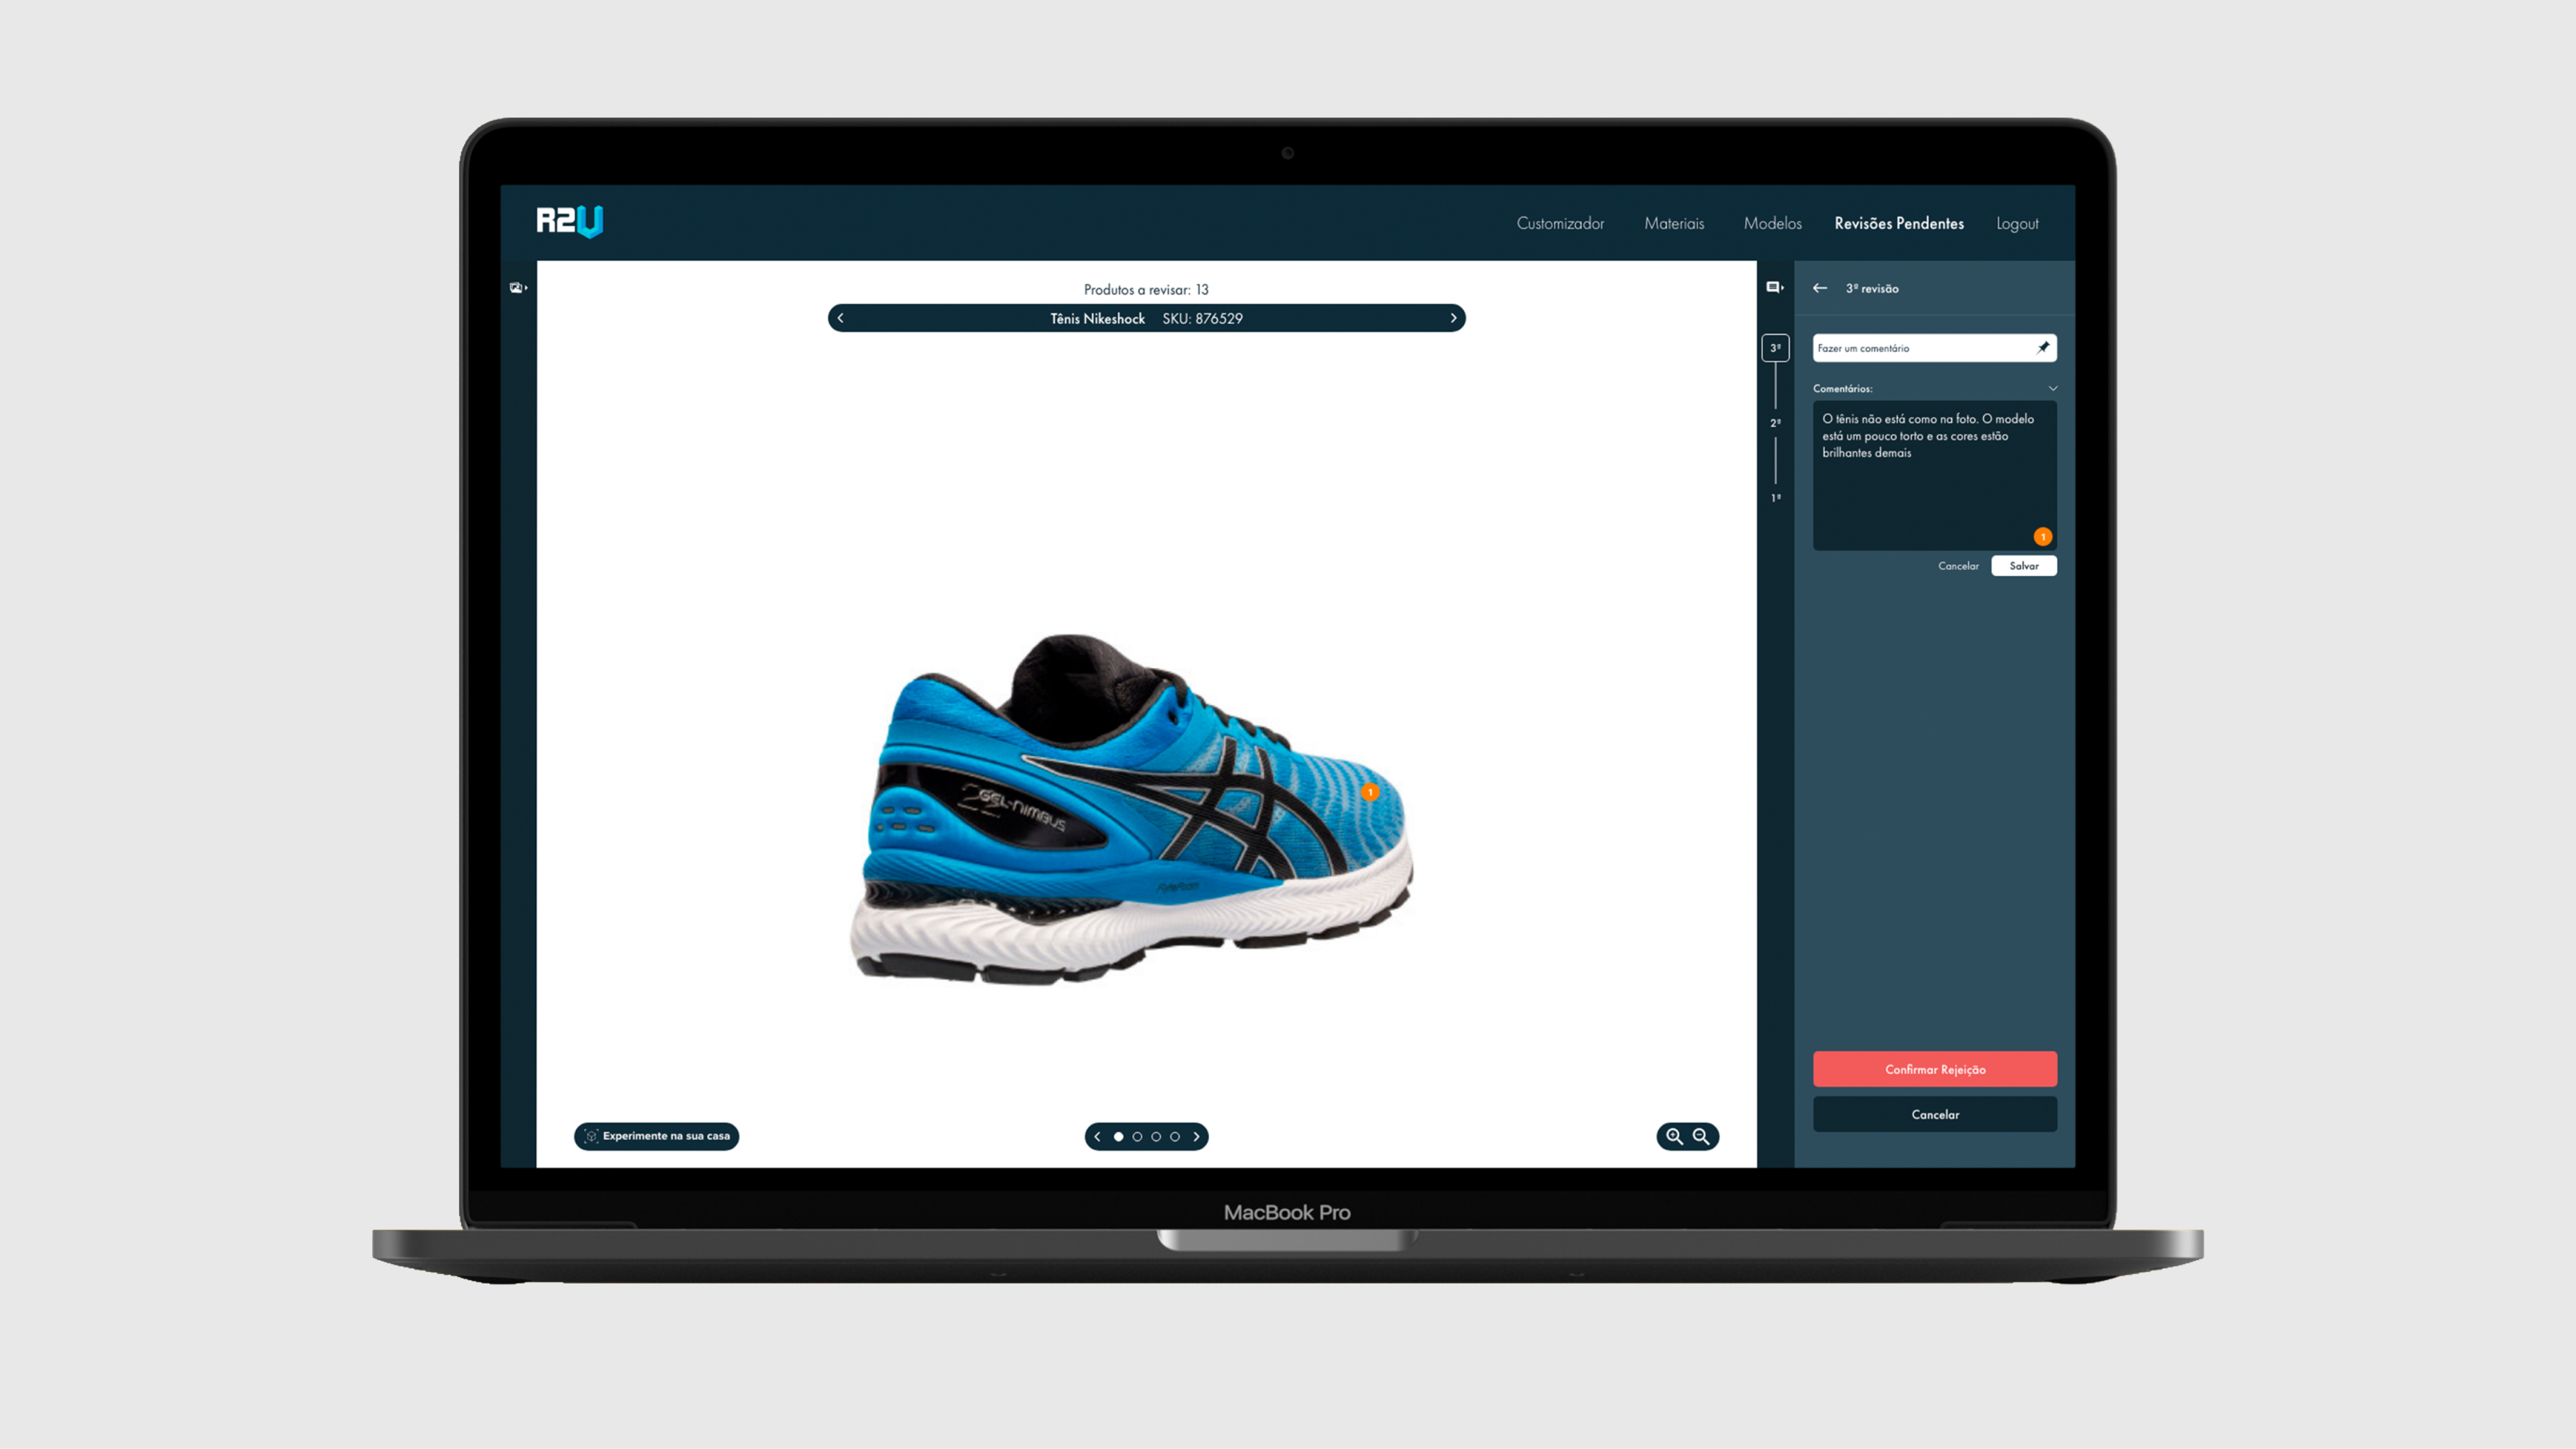 R2U
Customizador Materiais Modelos Revisões Pendentes Logout
Produtos a revisar: 13
Tênis Nikeshock SKU: 876529
3ª revisão
3ª
Fazer um comentário
Comentários:
O tênis não está como na foto. O modelo
está um pouco torto e as cores estão
brilhantes demais
2ª
1ª
1
Cancelar Salvar
22
GEL-NIMBUS
1
FlyteFoam
Confirmar Rejeição
Cancelar
Experimente na sua casa
MacBook Pro